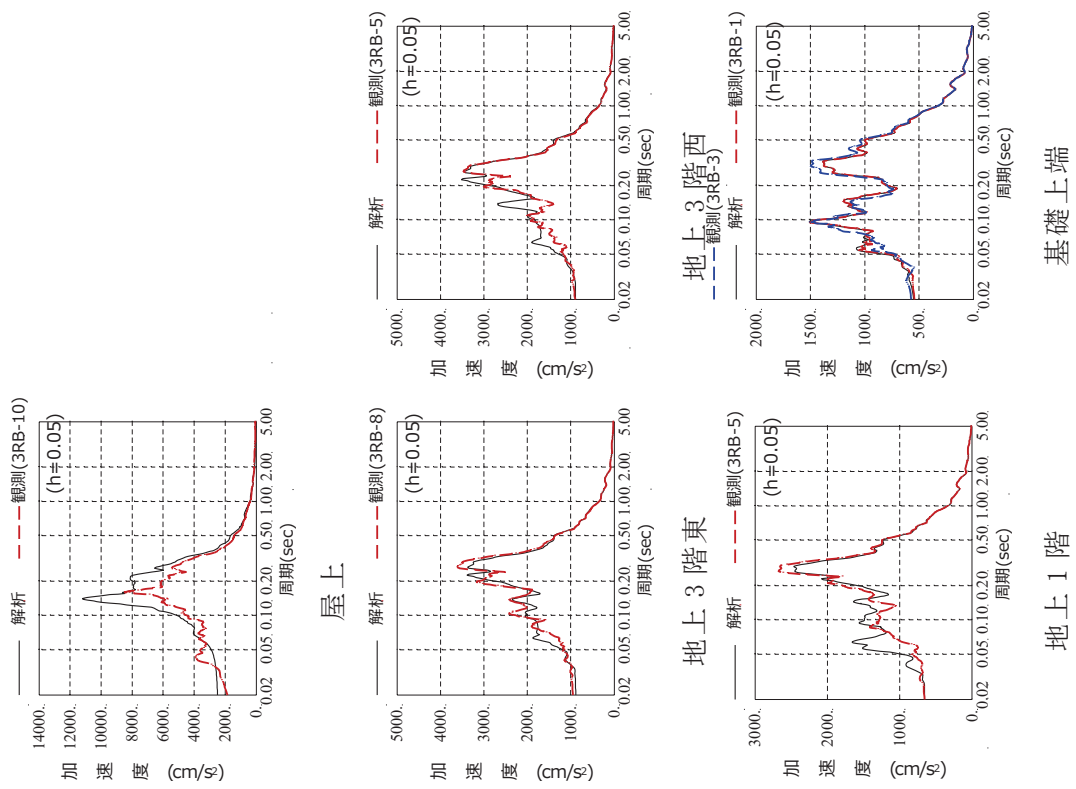 解析 観測(3RB-10)
(h=0.05)
加速度 (cm/s²)
14000.
12000.
10000.
8000.
6000.
4000.
2000.
0.
0.02 0.05 0.10 0.20 0.50 1.00 2.00 5.00
周期(sec)
屋上
解析 観測(3RB-8)
(h=0.05)
加速度 (cm/s²)
5000.
4000.
3000.
2000.
1000.
0.
0.02 0.05 0.10 0.20 0.50 1.00 2.00 5.00
周期(sec)
地上3階東
解析 観測(3RB-5)
(h=0.05)
加速度 (cm/s²)
5000.
4000.
3000.
2000.
1000.
0.
0.02 0.05 0.10 0.20 0.50 1.00 2.00 5.00
周期(sec)
地上3階西
解析 観測(3RB-5)
(h=0.05)
加速度 (cm/s²)
3000
2000
1000
0.
0.02 0.05 0.10 0.20 0.50 1.00 2.00 5.00
周期(sec)
地上1階
観測(3RB-3)
解析 観測(3RB-1)
(h=0.05)
加速度 (cm/s²)
2000.
1500.
1000.
500.
0.
0.02 0.05 0.10 0.20 0.50 1.00 2.00 5.00
周期(sec)
基礎上端